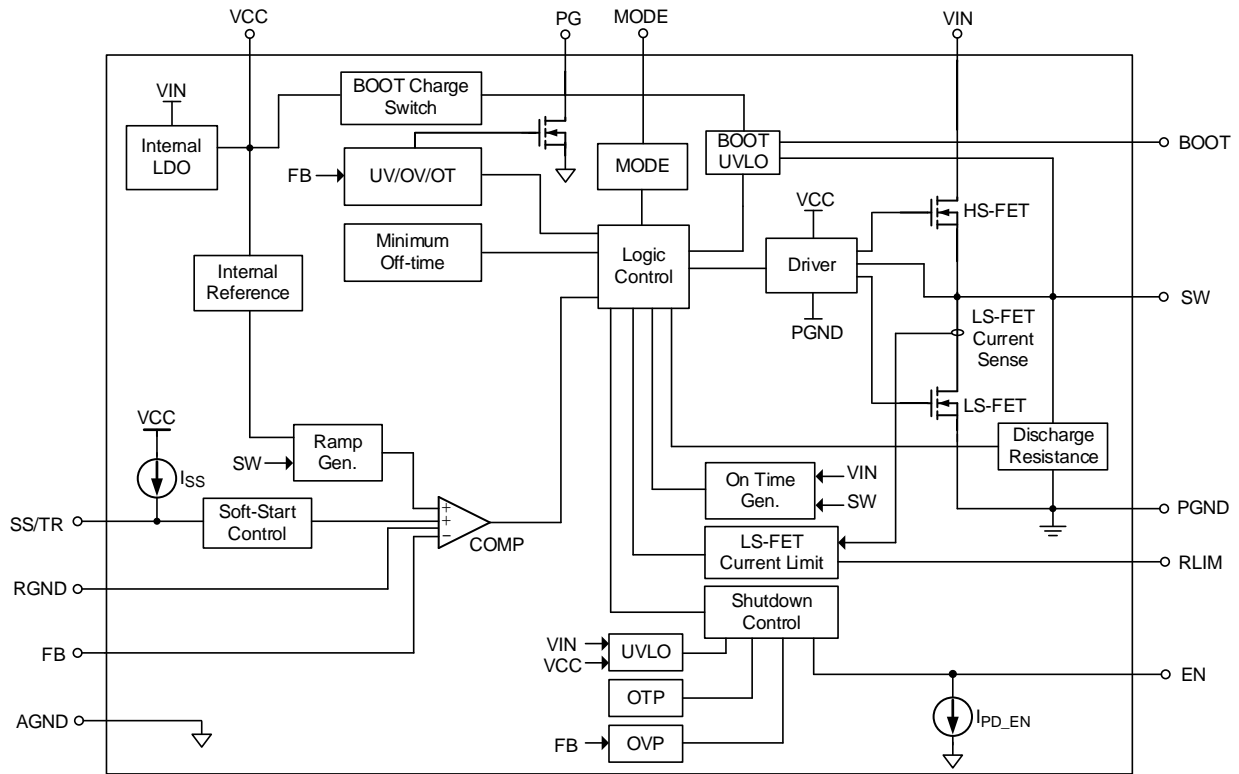 VCC
PG
MODE
VIN
VIN
BOOT Charge
Switch
Internal
LDO
BOOT
UVLO
BOOT
FB
UV/OV/OT
MODE
VCC
HS-FET
Minimum
Off-time
Logic
Control
Driver
Internal
Reference
SW
PGND
LS-FET
Current
Sense
LS-FET
VCC
Ramp
Gen.
Discharge
Resistance
SW
ISS
On Time
Gen.
VIN
SW
SS/TR
Soft-Start
Control
+
+
−
COMP
PGND
LS-FET
Current Limit
RLIM
RGND
Shutdown
Control
FB
VIN
VCC
UVLO
EN
OTP
IPD_EN
AGND
FB
OVP